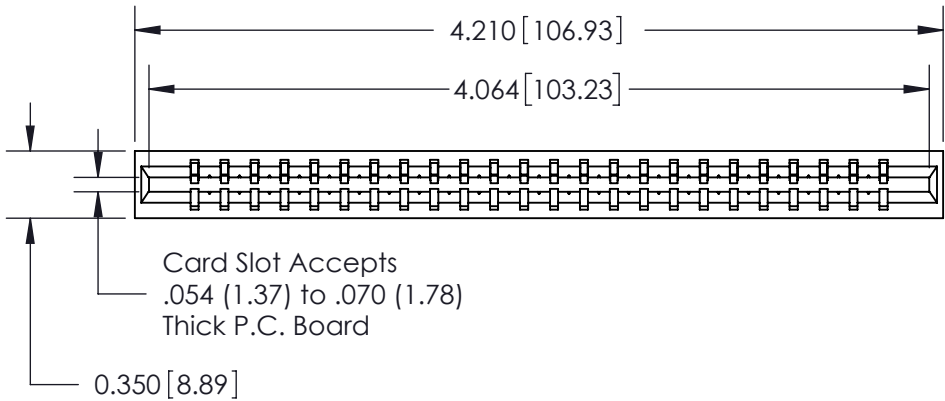 4.210 [106.93]
4.064 [103.23]
Card Slot Accepts
.054 (1.37) to .070 (1.78)
Thick P.C. Board
0.350 [8.89]